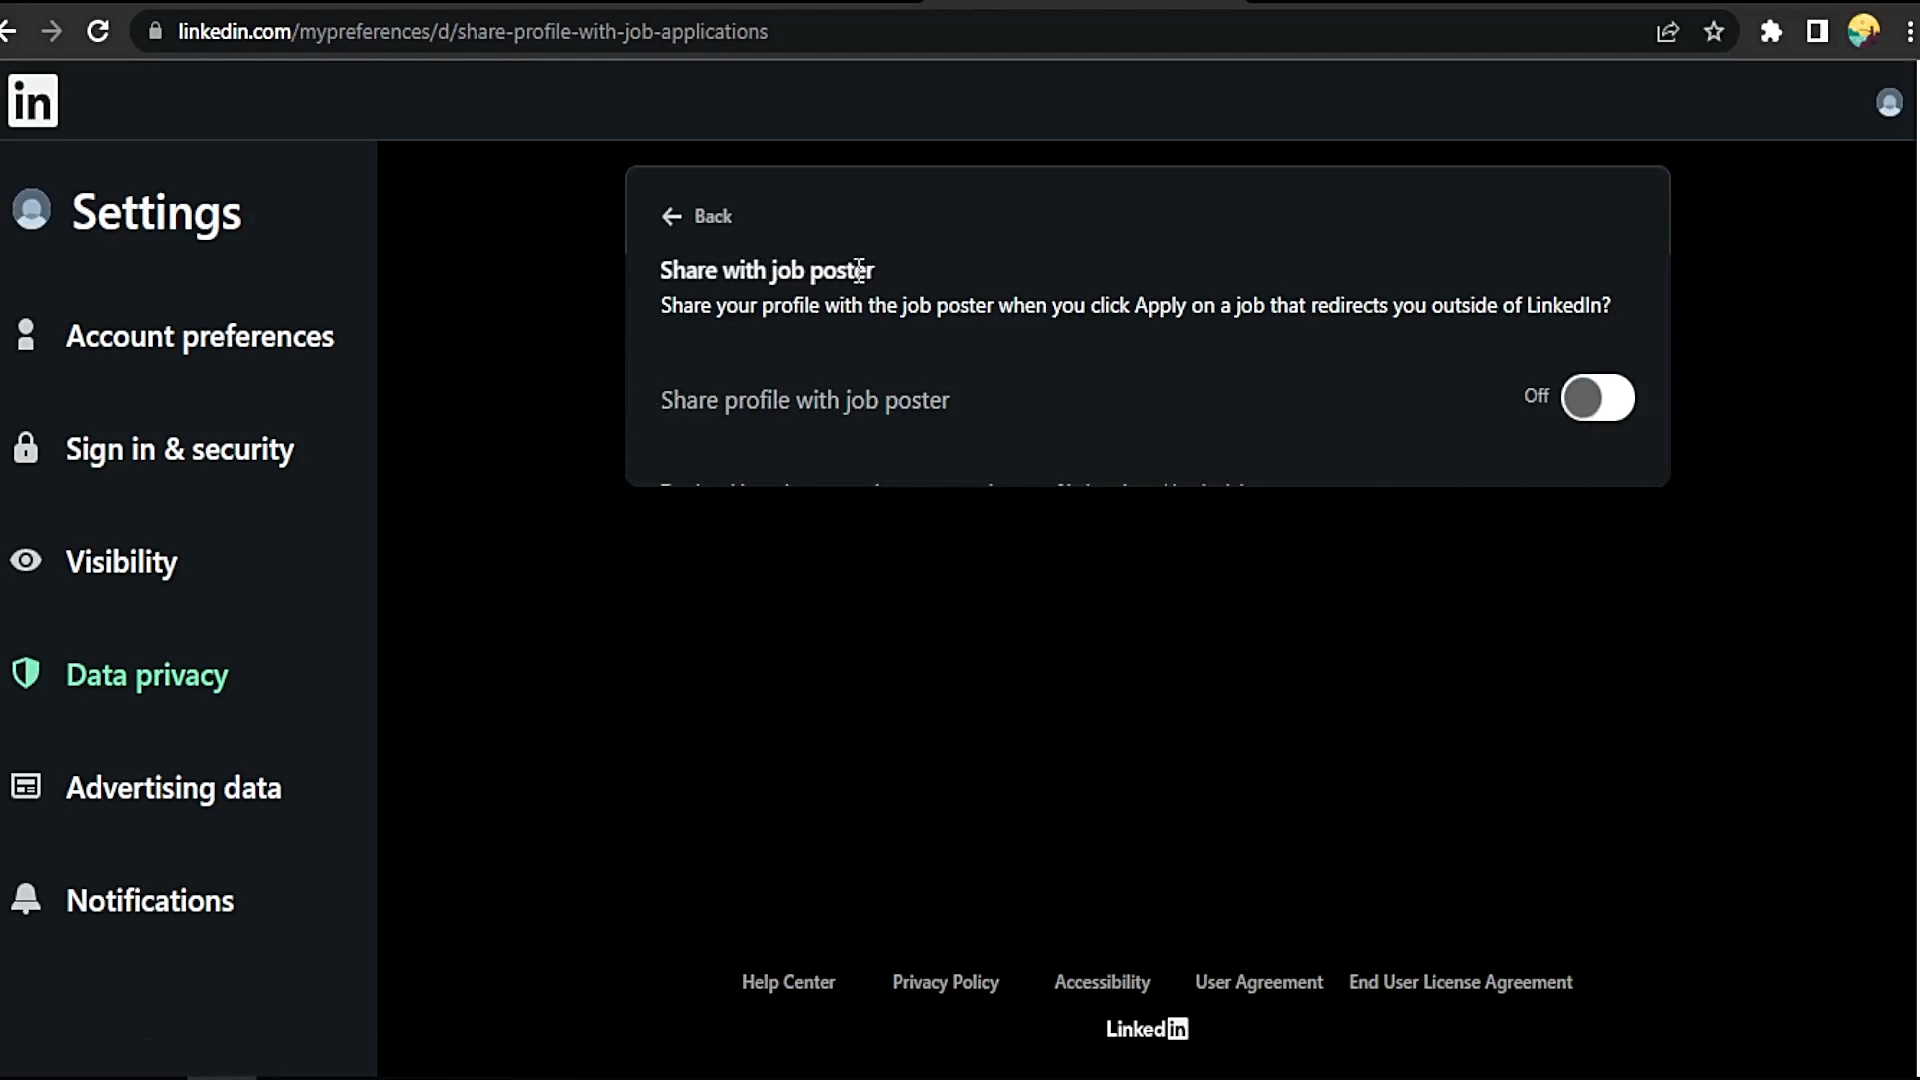 linkedin.com/mypreferences/d/share-profile-with-job-applications
in
Settings
Account preferences
Sign in & security
Visibility
Data privacy
Advertising data
Notifications
Back
Share with job poster
Share your profile with the job poster when you click Apply on a job that redirects you outside of LinkedIn?
Share profile with job poster
Off
Help Center
Privacy Policy
Accessibility
User Agreement
End User License Agreement
Linkedin